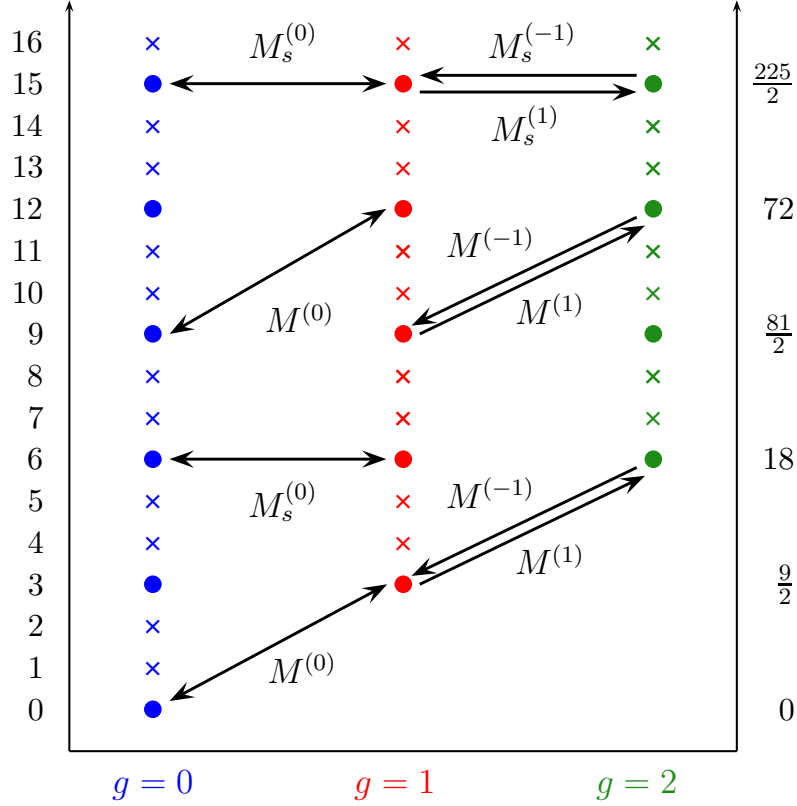 16
M_s^{(0)}
M_s^{(-1)}
15
225/2
M_s^{(1)}
14
13
12
72
11
M^{(-1)}
10
M^{(0)}
M^{(1)}
9
81/2
8
7
6
18
M_s^{(0)}
M^{(-1)}
5
4
M^{(1)}
3
9/2
2
1
M^{(0)}
0
0
g = 0
g = 1
g = 2